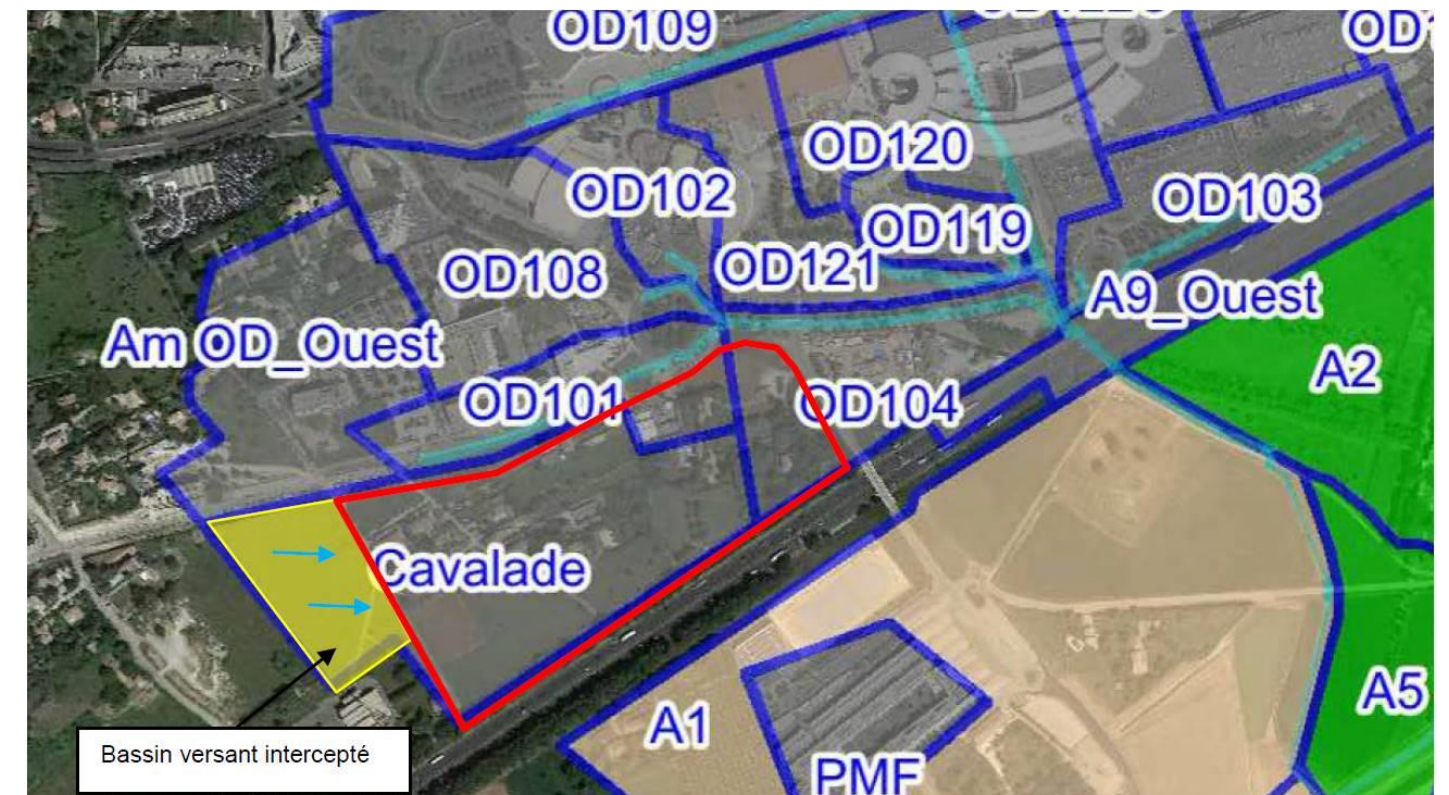 OD109
OD120
OD102
OD103
OD119
OD108
OD121
A9_Ouest
Am OD_Ouest
A2
OD101
OD104
Cavalade
A5
A1
Bassin versant intercepté
PMF